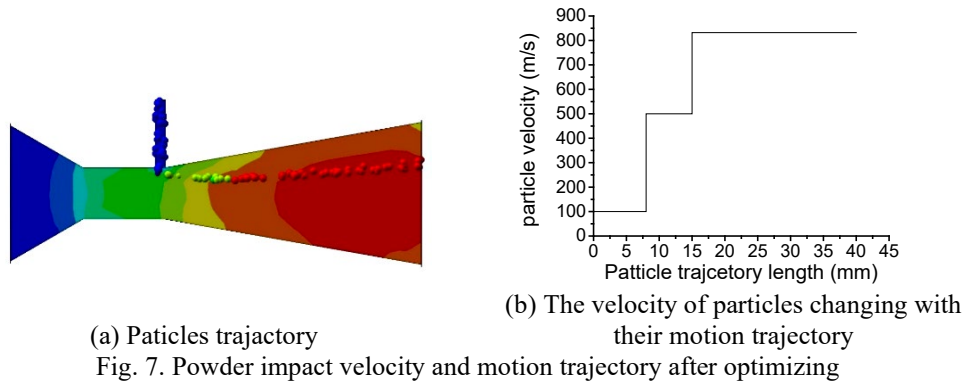 900
800
700
600
500
400
300
200
100
0
particle velocity (m/s)
0 5 10 15 20 25 30 35 40 45
Patticle trajcetory length (mm)
(a) Paticles trajactory
(b) The velocity of particles changing with
their motion trajectory
Fig. 7. Powder impact velocity and motion trajectory after optimizing